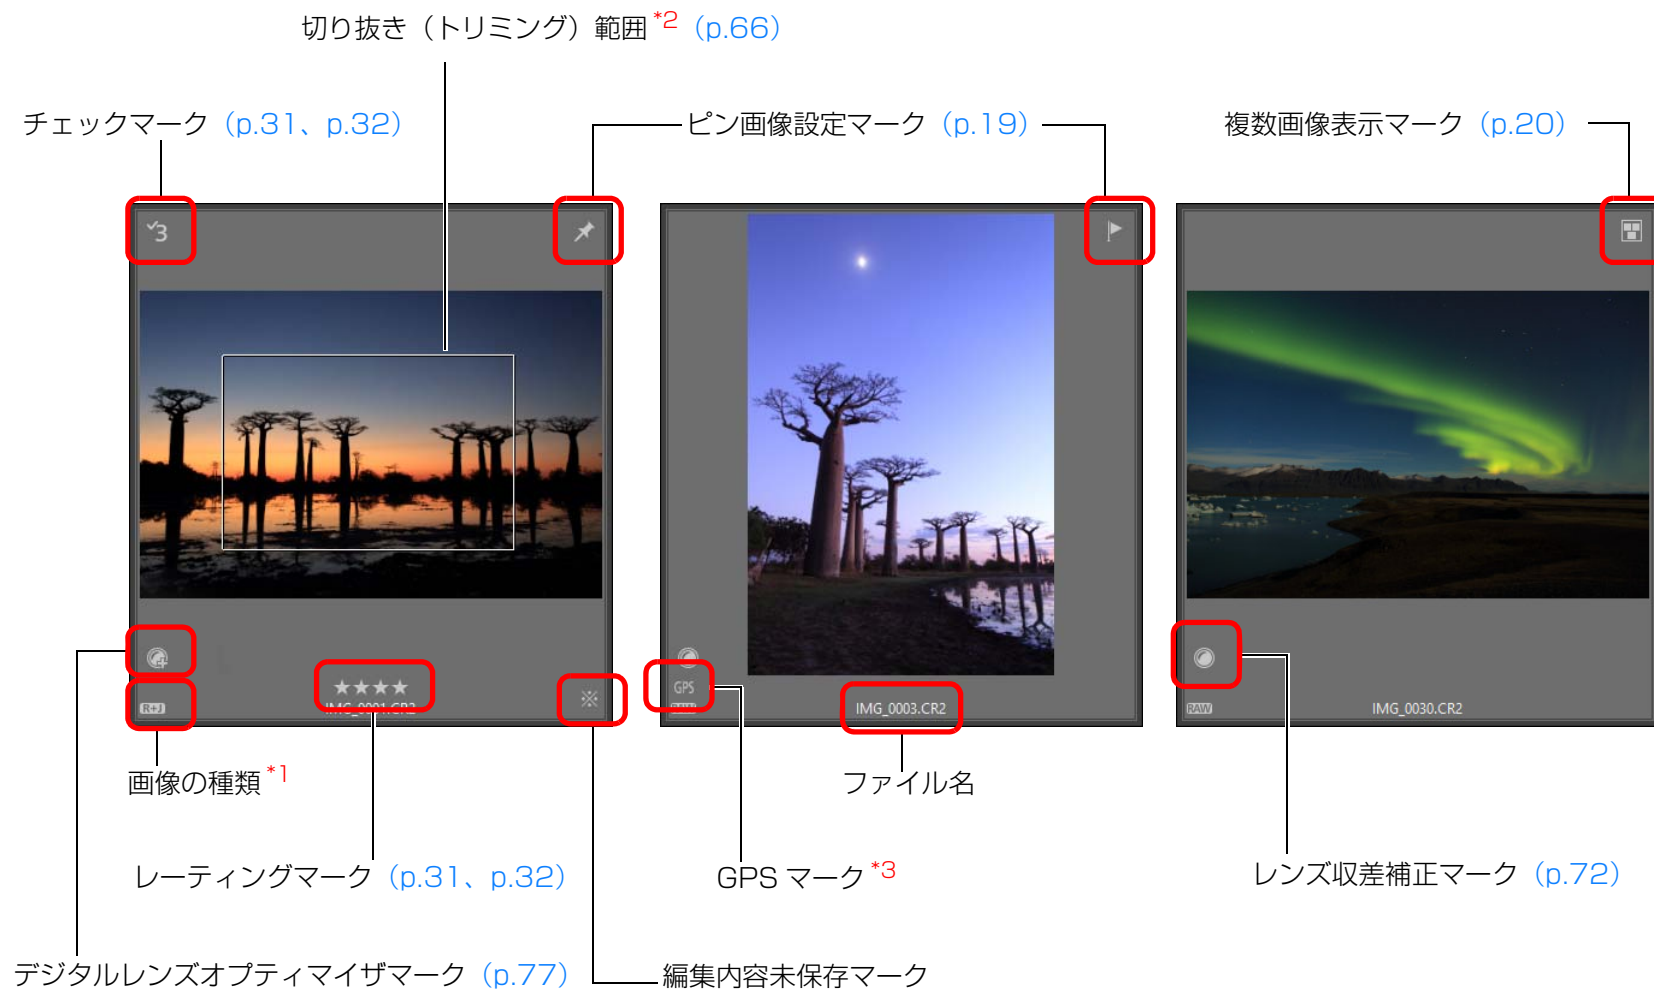 切り抜き（トリミング）範囲*2（p.66）
チェックマーク（p.31、p.32）
ピン画像設定マーク（p.19）
複数画像表示マーク（p.20）
3
★★★★
GPS
R+J
IMG_0001.CR2
※
RAW
IMG_0003.CR2
RAW
IMG_0030.CR2
画像の種類*1
ファイル名
レーティングマーク（p.31、p.32）
GPS マーク*3
レンズ収差補正マーク（p.72）
デジタルレンズオプティマイザマーク（p.77）
編集内容未保存マーク